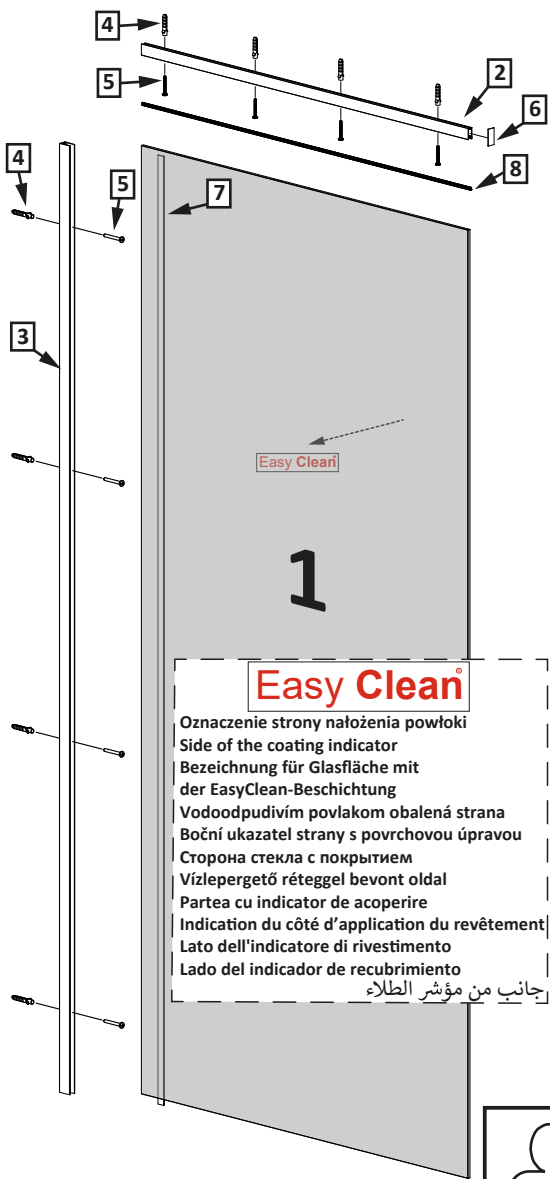 4
5
2
6
8
4
5
7
3
Easy Clean
1
Easy Clean®
Oznaczenie strony nałożenia powłoki
Side of the coating indicator
Bezeichnung für Glasfläche mit
der EasyClean-Beschichtung
Vodoodpudivím povlakom obalená strana
Boční ukazatel strany s povrchovou úpravou
Сторона стекла с покрытием
Vízlepergető réteggel bevont oldal
Partea cu indicator de acoperire
Indication du côté d’application du revêtement
Lato dell'indicatore di rivestimento
Lado del indicador de recubrimiento
جانب من مؤشر الطلاء